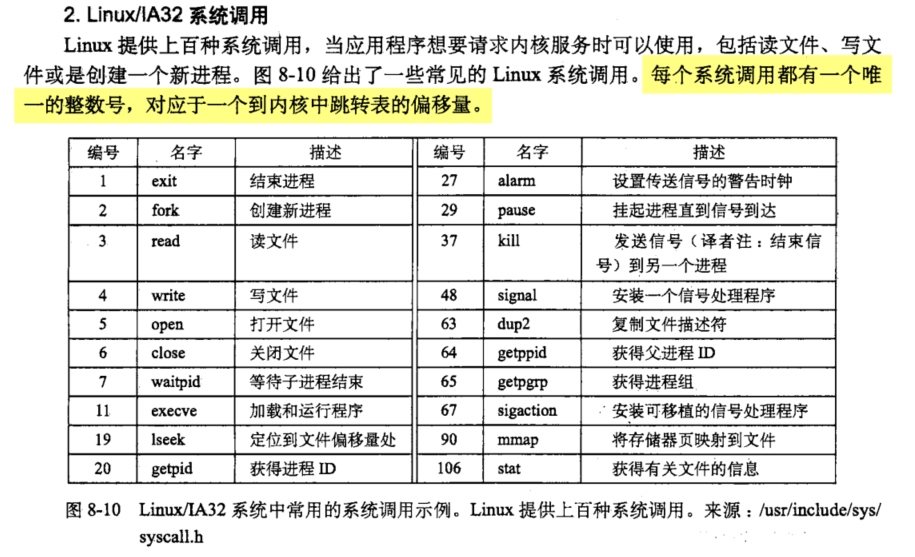 2. Linux/IA32 系统调用
Linux 提供上百种系统调用，当应用程序想要请求内核服务时可以使用，包括读文件、写文
件或是创建一个新进程。图 8-10 给出了一些常见的 Linux 系统调用。每个系统调用都有一个唯
一的整数号，对应于一个到内核中跳转表的偏移量。
编号 名字 描述 编号 名字 描述
1 exit 结束进程 27 alarm 设置传送信号的警告时钟
2 fork 创建新进程 29 pause 挂起进程直到信号到达
3 read 读文件 37 kill 发送信号（译者注：结束信
号）到另一个进程
4 write 写文件 48 signal 安装一个信号处理程序
5 open 打开文件 63 dup2 复制文件描述符
6 close 关闭文件 64 getppid 获得父进程 ID
7 waitpid 等待子进程结束 65 getpgrp 获得进程组
11 execve 加载和运行程序 67 sigaction 安装可移植的信号处理程序
19 lseek 定位到文件偏移量处 90 mmap 将存储器页映射到文件
20 getpid 获得进程 ID 106 stat 获得有关文件的信息
图 8-10 Linux/IA32 系统中常用的系统调用示例。Linux 提供上百种系统调用。来源：/usr/include/sys/
syscall.h